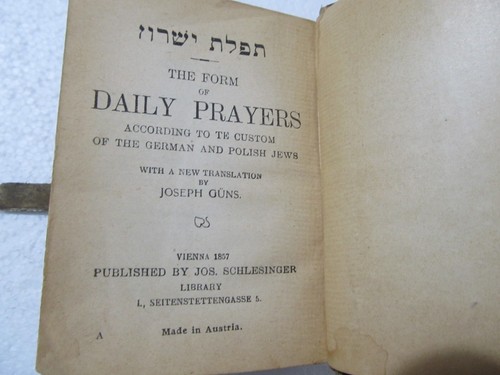 תפלת ישרון
THE FORM
OF
DAILY PRAYERS
ACCORDING TO TE CUSTOM
OF THE GERMAN AND POLISH JEWS
WITH A NEW TRANSLATION
BY
JOSEPH GÜNS.
VIENNA 1857
PUBLISHED BY JOS. SCHLESINGER
LIBRARY
I., SEITENSTETTENGASSE 5.
A
Made in Austria.